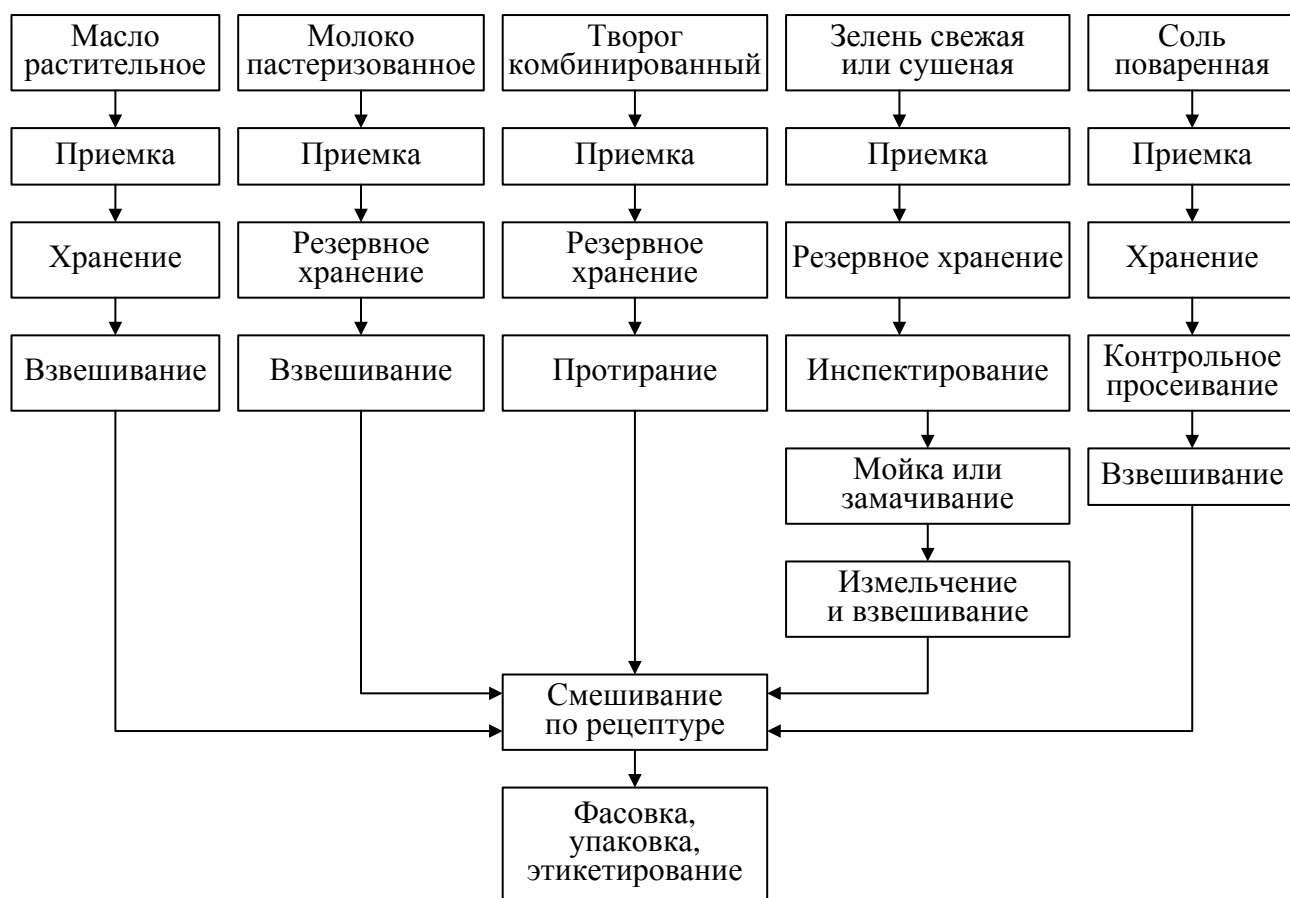 Масло
растительное
Молоко
пастеризованное
Творог
комбинированный
Зелень свежая
или сушеная
Соль
поваренная
Приемка
Приемка
Приемка
Приемка
Приемка
Хранение
Резервное
хранение
Резервное
хранение
Резервное хранение
Хранение
Взвешивание
Взвешивание
Протирание
Инспектирование
Контрольное
просеивание
Мойка или
замачивание
Взвешивание
Измельчение
и взвешивание
Смешивание
по рецептуре
Фасовка,
упаковка,
этикетирование